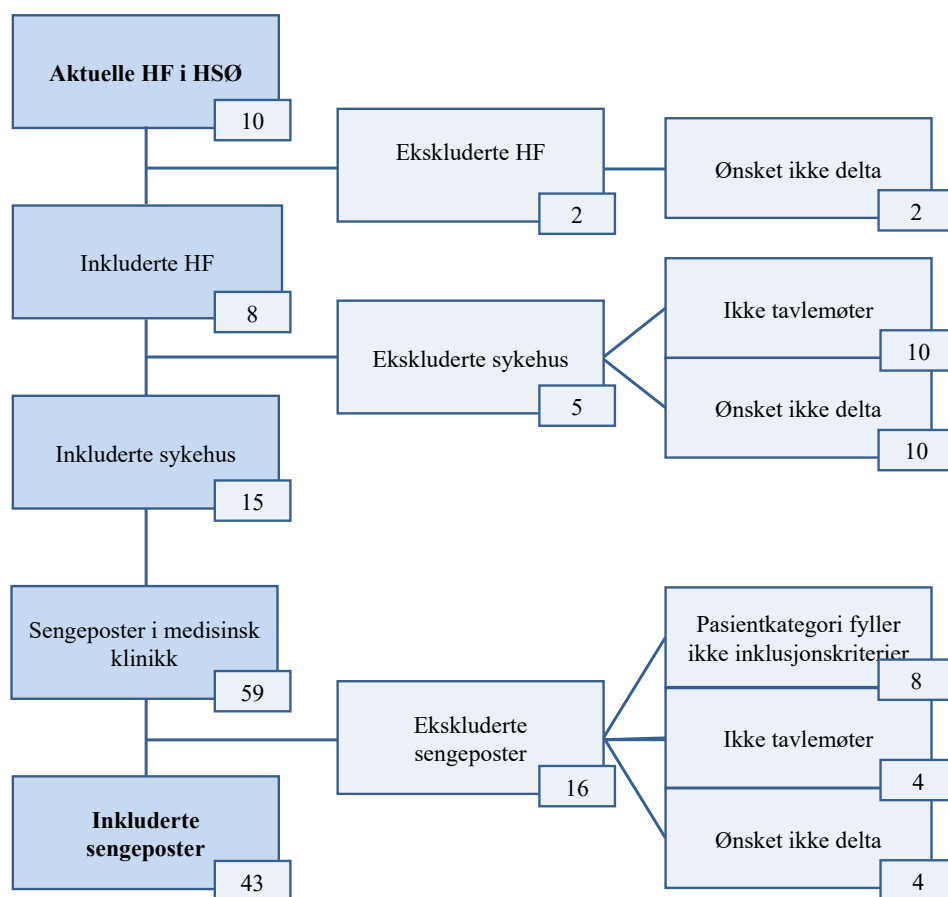 Aktuelle HF i HSØ
10
Ekskluderte HF
2
Ønsket ikke delta
2
Inkluderte HF
8
Ekskluderte sykehus
5
Ikke tavlemøter
10
Ønsket ikke delta
10
Inkluderte sykehus
15
Sengeposter i medisinsk
klinikk
59
Ekskluderte
sengeposter
16
Pasientkategori fyller
ikke inklusjonskriterier
8
Ikke tavlemøter
4
Ønsket ikke delta
4
Inkluderte
sengeposter
43